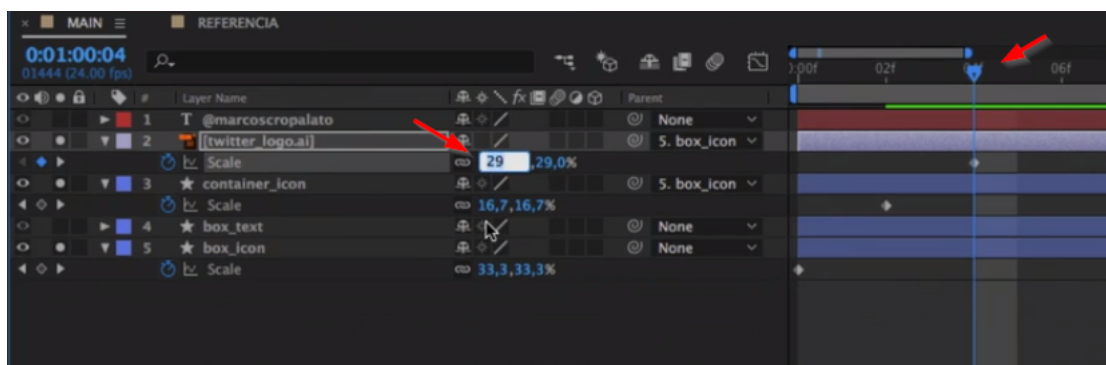 MAIN REFERENCIA
0:01:00:04
01444 (24.00 fps)
:00f 02f 04f 06f
# Layer Name Parent
1 T @marcoscropalato None
2 [twitter_logo.ai] 5. box_icon
Scale 29 ,29,0%
3 container_icon 5. box_icon
Scale 16,7,16,7%
4 box_text None
5 box_icon None
Scale 33,3,33,3%